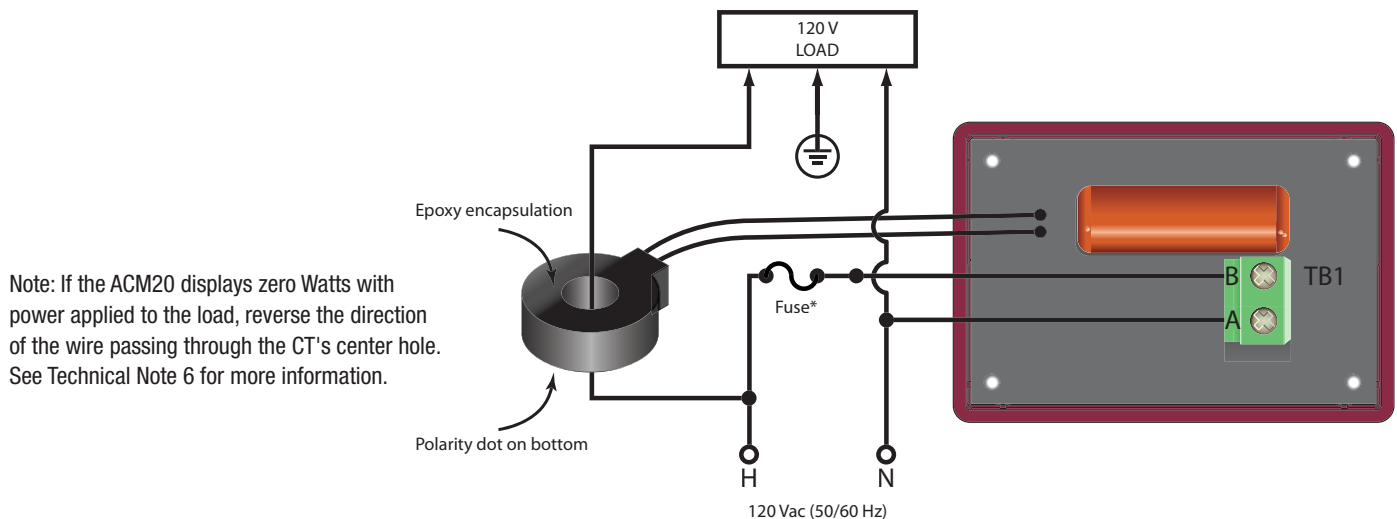 120 V
LOAD
Epoxy encapsulation
Note: If the ACM20 displays zero Watts with
power applied to the load, reverse the direction
of the wire passing through the CT's center hole.
See Technical Note 6 for more information.
Fuse*
B
TB1
A
Polarity dot on bottom
H
N
120 Vac (50/60 Hz)